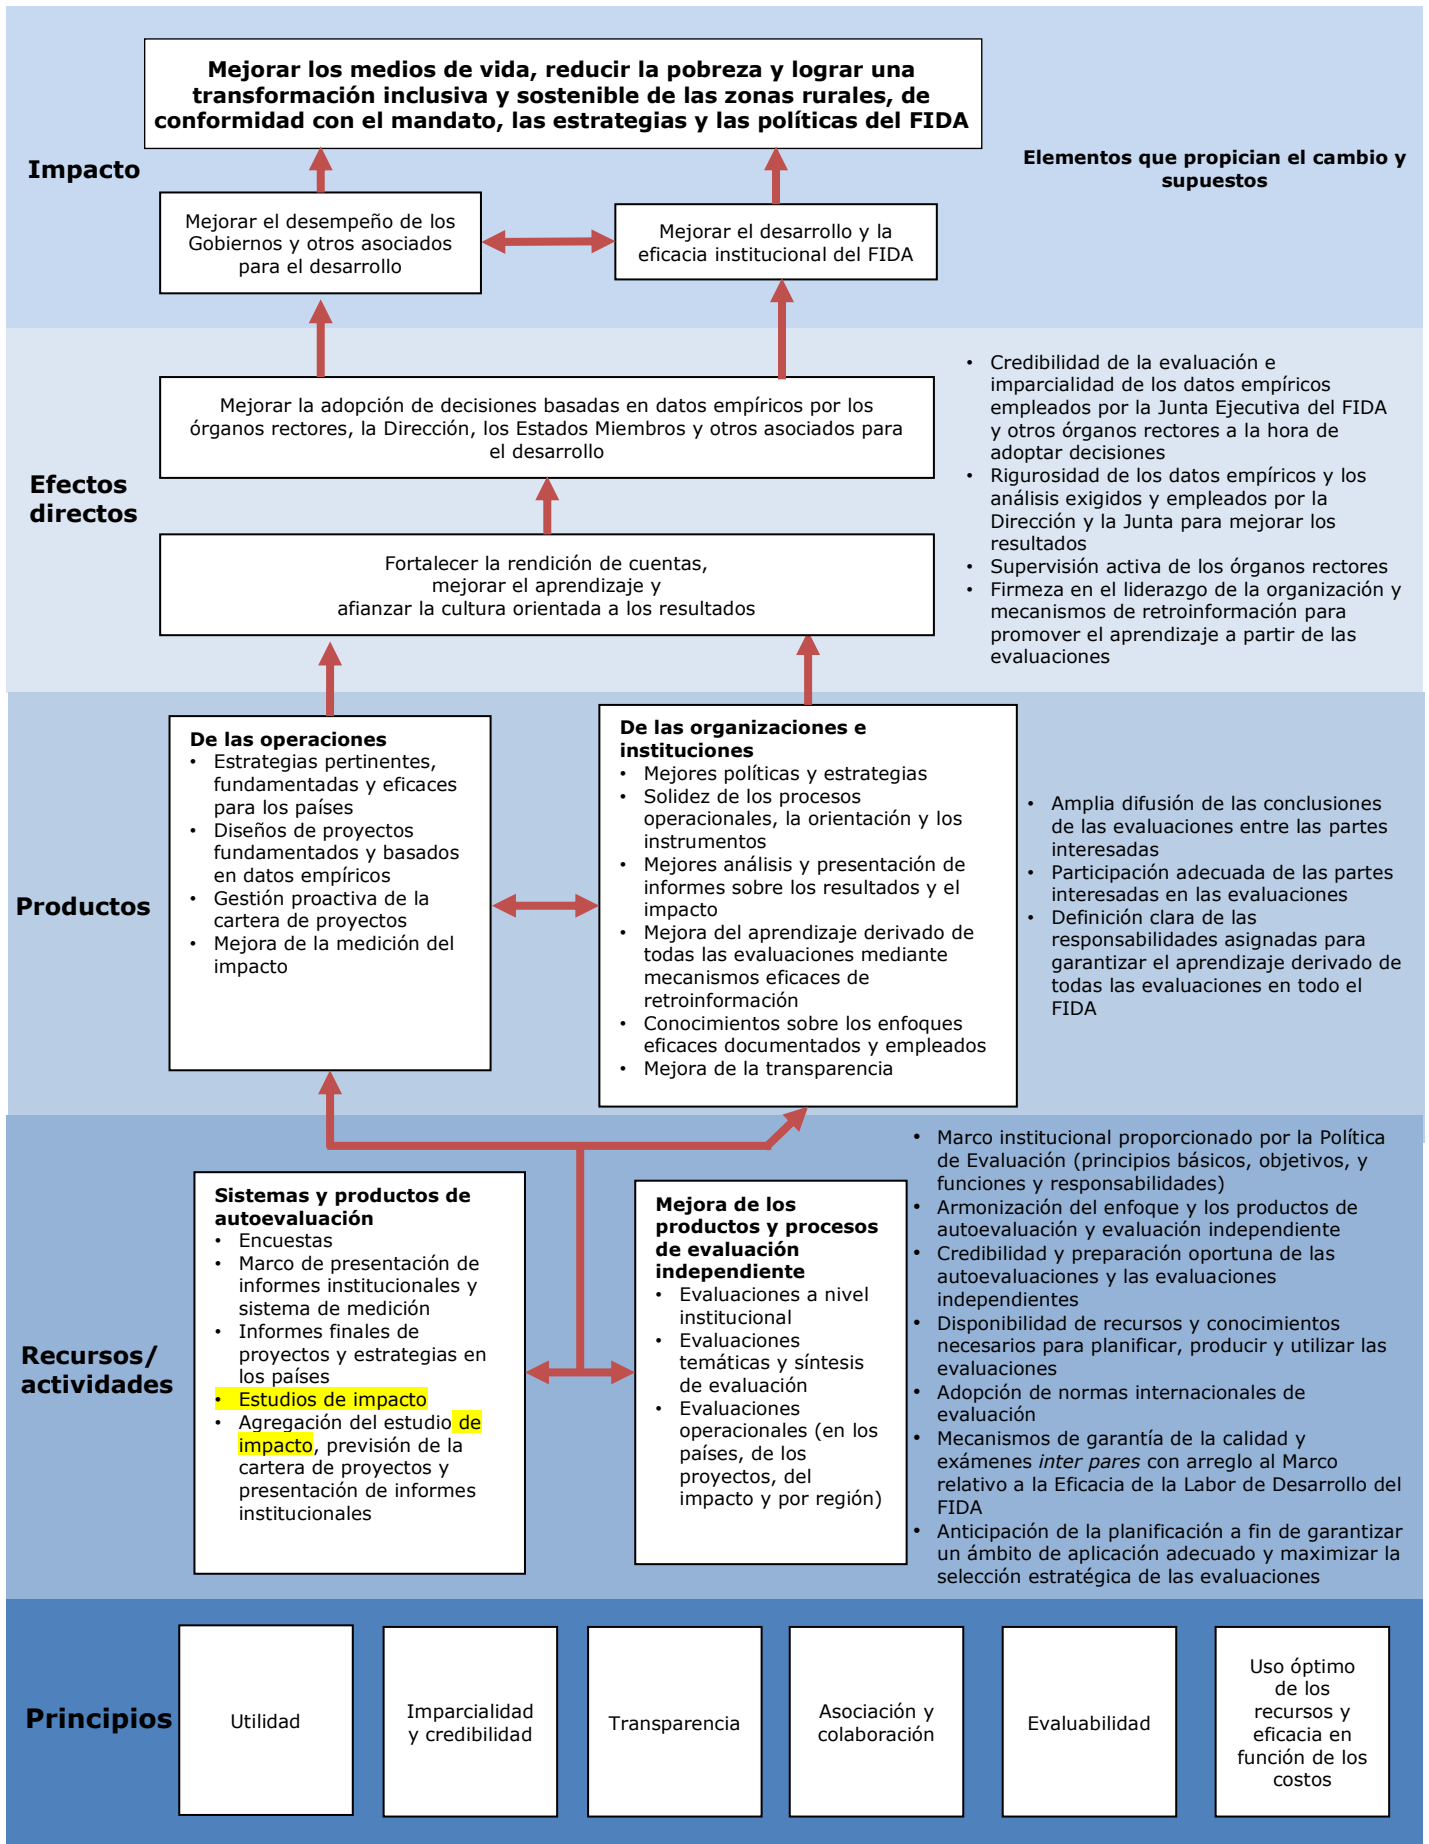 Mejorar los medios de vida, reducir la pobreza y lograr una
transformación inclusiva y sostenible de las zonas rurales, de
conformidad con el mandato, las estrategias y las políticas del FIDA
Impacto
Elementos que propician el cambio y
supuestos
Mejorar el desempeño de los
Gobiernos y otros asociados
para el desarrollo
Mejorar el desarrollo y la
eficacia institucional del FIDA
Efectos
directos
Mejorar la adopción de decisiones basadas en datos empíricos por los
órganos rectores, la Dirección, los Estados Miembros y otros asociados para
el desarrollo
Fortalecer la rendición de cuentas,
mejorar el aprendizaje y
afianzar la cultura orientada a los resultados
• Credibilidad de la evaluación e
imparcialidad de los datos empíricos
empleados por la Junta Ejecutiva del FIDA
y otros órganos rectores a la hora de
adoptar decisiones
• Rigurosidad de los datos empíricos y los
análisis exigidos y empleados por la
Dirección y la Junta para mejorar los
resultados
• Supervisión activa de los órganos rectores
• Firmeza en el liderazgo de la organización y
mecanismos de retroinformación para
promover el aprendizaje a partir de las
evaluaciones
Productos
De las operaciones
• Estrategias pertinentes,
fundamentadas y eficaces
para los países
• Diseños de proyectos
fundamentados y basados
en datos empíricos
• Gestión proactiva de la
cartera de proyectos
• Mejora de la medición del
impacto
De las organizaciones e
instituciones
• Mejores políticas y estrategias
• Solidez de los procesos
operacionales, la orientación y los
instrumentos
• Mejores análisis y presentación de
informes sobre los resultados y el
impacto
• Mejora del aprendizaje derivado de
todas las evaluaciones mediante
mecanismos eficaces de
retroinformación
• Conocimientos sobre los enfoques
eficaces documentados y empleados
• Mejora de la transparencia
• Amplia difusión de las conclusiones
de las evaluaciones entre las partes
interesadas
• Participación adecuada de las partes
interesadas en las evaluaciones
• Definición clara de las
responsabilidades asignadas para
garantizar el aprendizaje derivado de
todas las evaluaciones en todo el
FIDA
Recursos/
actividades
Sistemas y productos de
autoevaluación
• Encuestas
• Marco de presentación de
informes institucionales y
sistema de medición
• Informes finales de
proyectos y estrategias en
los países
• Estudios de impacto
• Agregación del estudio de
impacto, previsión de la
cartera de proyectos y
presentación de informes
institucionales
Mejora de los
productos y procesos
de evaluación
independiente
• Evaluaciones a nivel
institucional
• Evaluaciones
temáticas y síntesis
de evaluación
• Evaluaciones
operacionales (en los
países, de los
proyectos, del
impacto y por región)
• Marco institucional proporcionado por la Política
de Evaluación (principios básicos, objetivos, y
funciones y responsabilidades)
• Armonización del enfoque y los productos de
autoevaluación y evaluación independiente
• Credibilidad y preparación oportuna de las
autoevaluaciones y las evaluaciones
independientes
• Disponibilidad de recursos y conocimientos
necesarios para planificar, producir y utilizar las
evaluaciones
• Adopción de normas internacionales de
evaluación
• Mecanismos de garantía de la calidad y
exámenes inter pares con arreglo al Marco
relativo a la Eficacia de la Labor de Desarrollo del
FIDA
• Anticipación de la planificación a fin de garantizar
un ámbito de aplicación adecuado y maximizar la
selección estratégica de las evaluaciones
Principios
Utilidad
Imparcialidad
y credibilidad
Transparencia
Asociación y
colaboración
Evaluabilidad
Uso óptimo
de los
recursos y
eficacia en
función de los
costos